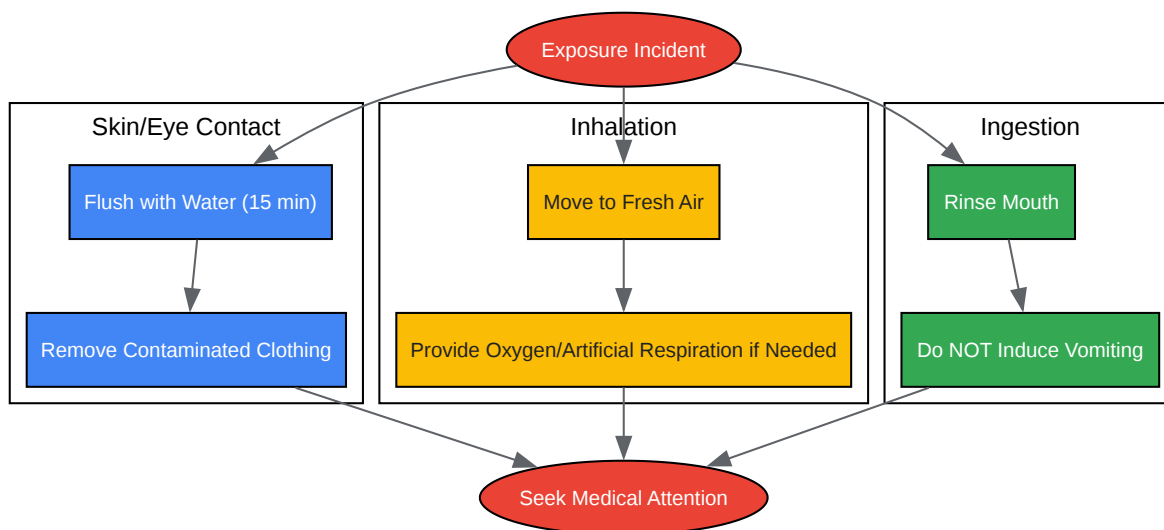 Exposure Incident
Skin/Eye Contact
Inhalation
Ingestion
Flush with Water (15 min)
Move to Fresh Air
Rinse Mouth
Remove Contaminated Clothing
Provide Oxygen/Artificial Respiration if Needed
Do NOT Induce Vomiting
Seek Medical Attention